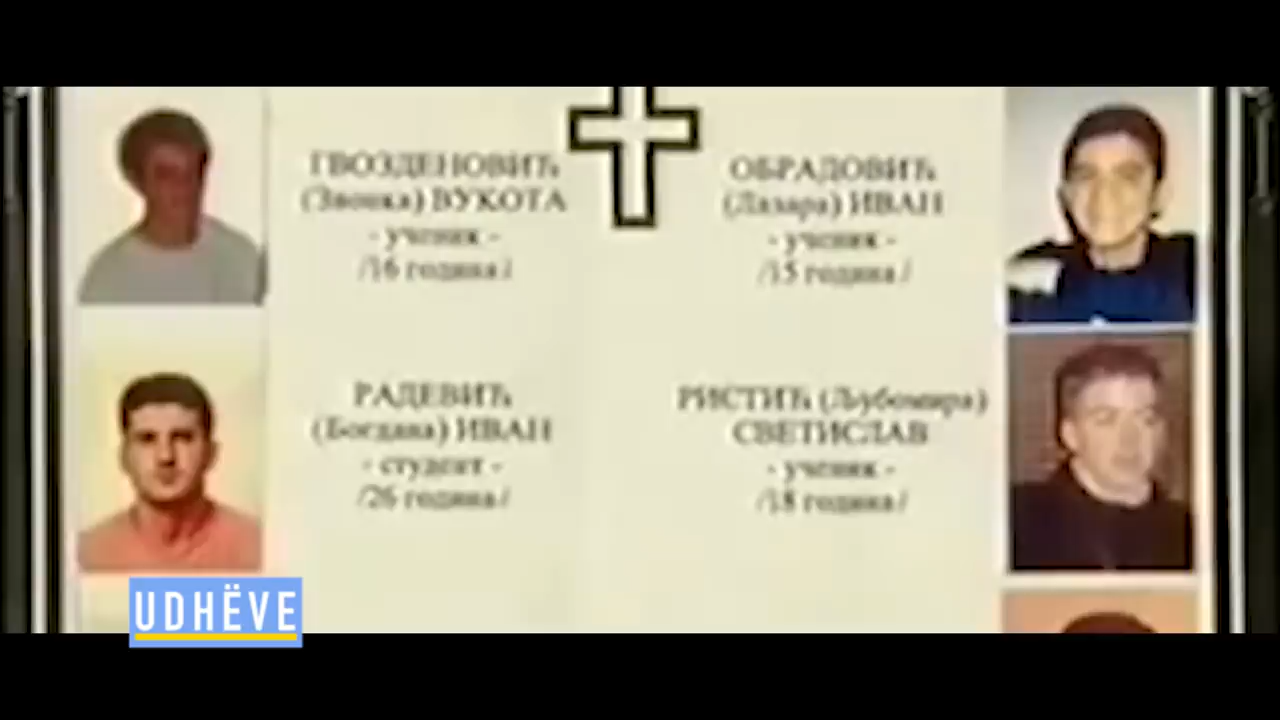 ГВОЗДЕНОВИЋ
(Звонка) ВУКОТА
- ученик -
/16 година/
ОБРАДОВИЋ
(Лазара) ИВАН
- ученик -
/15 година/
РАДЕВИЋ
(Богдана) ИВАН
- студент -
/26 година/
РИСТИЋ (Љубомира)
СВЕТИСЛАВ
- ученик -
/18 година/
UDHËVE